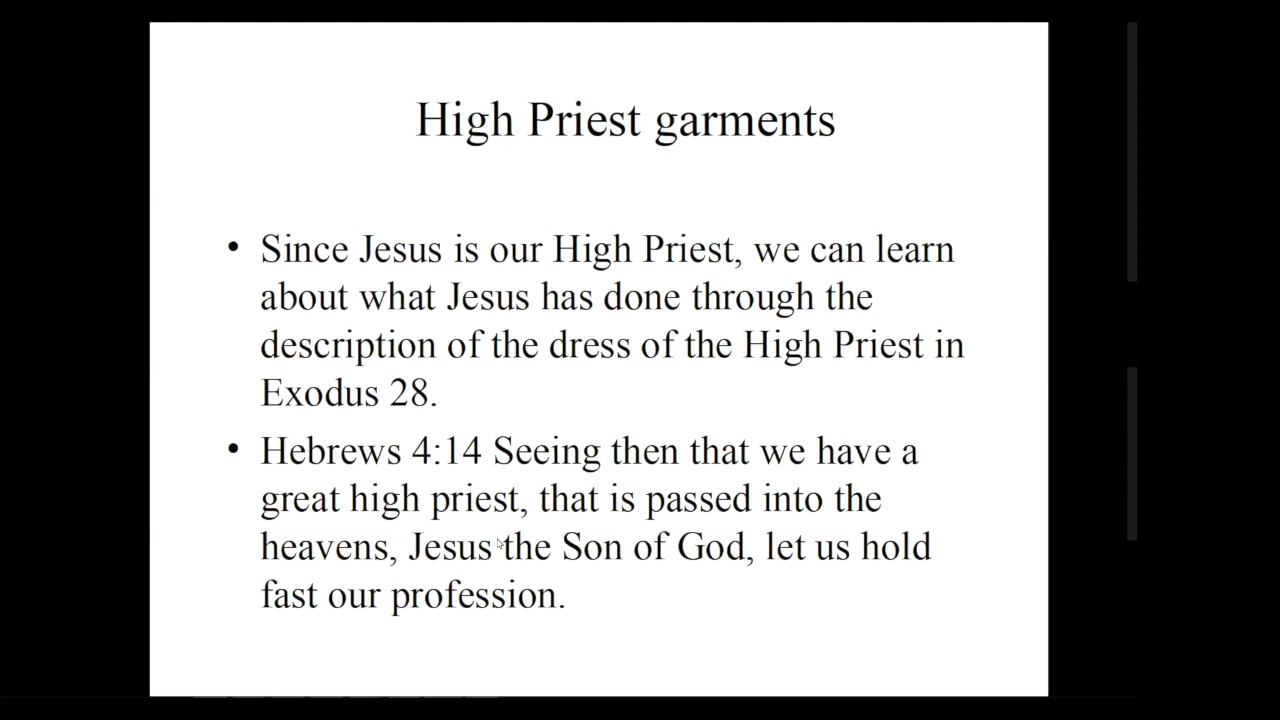 High Priest garments
• Since Jesus is our High Priest, we can learn
about what Jesus has done through the
description of the dress of the High Priest in
Exodus 28.
• Hebrews 4:14 Seeing then that we have a
great high priest, that is passed into the
heavens, Jesus the Son of God, let us hold
fast our profession.